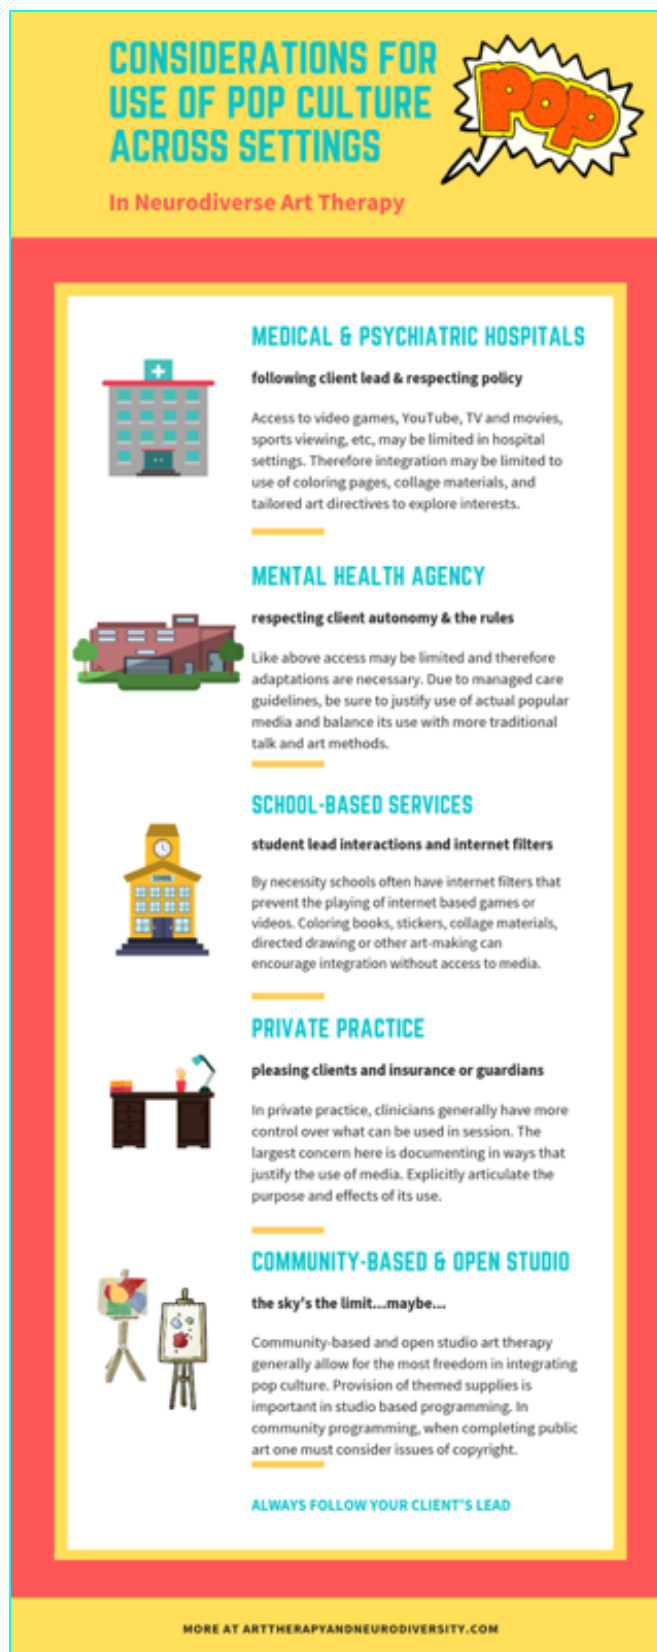 CONSIDERATIONS FOR
USE OF POP CULTURE
ACROSS SETTINGS
POP
In Neurodiverse Art Therapy
MEDICAL & PSYCHIATRIC HOSPITALS
following client lead & respecting policy
Access to video games, YouTube, TV and movies,
sports viewing, etc, may be limited in hospital
settings. Therefore integration may be limited to
use of coloring pages, collage materials, and
tailored art directives to explore interests.
MENTAL HEALTH AGENCY
respecting client autonomy & the rules
Like above access may be limited and therefore
adaptations are necessary. Due to managed care
guidelines, be sure to justify use of actual popular
media and balance its use with more traditional
talk and art methods.
SCHOOL-BASED SERVICES
student lead interactions and internet filters
SCHOOL
By necessity schools often have internet filters that
prevent the playing of internet based games or
videos. Coloring books, stickers, collage materials,
directed drawing or other art-making can
encourage integration without access to media.
PRIVATE PRACTICE
pleasing clients and insurance or guardians
In private practice, clinicians generally have more
control over what can be used in session. The
largest concern here is documenting in ways that
justify the use of media. Explicitly articulate the
purpose and effects of its use.
COMMUNITY-BASED & OPEN STUDIO
the sky's the limit...maybe...
Community-based and open studio art therapy
generally allow for the most freedom in integrating
pop culture. Provision of themed supplies is
important in studio based programming. In
community programming, when completing public
art one must consider issues of copyright.
ALWAYS FOLLOW YOUR CLIENT'S LEAD
MORE AT ARTTHERAPYANDNEURODIVERSITY.COM